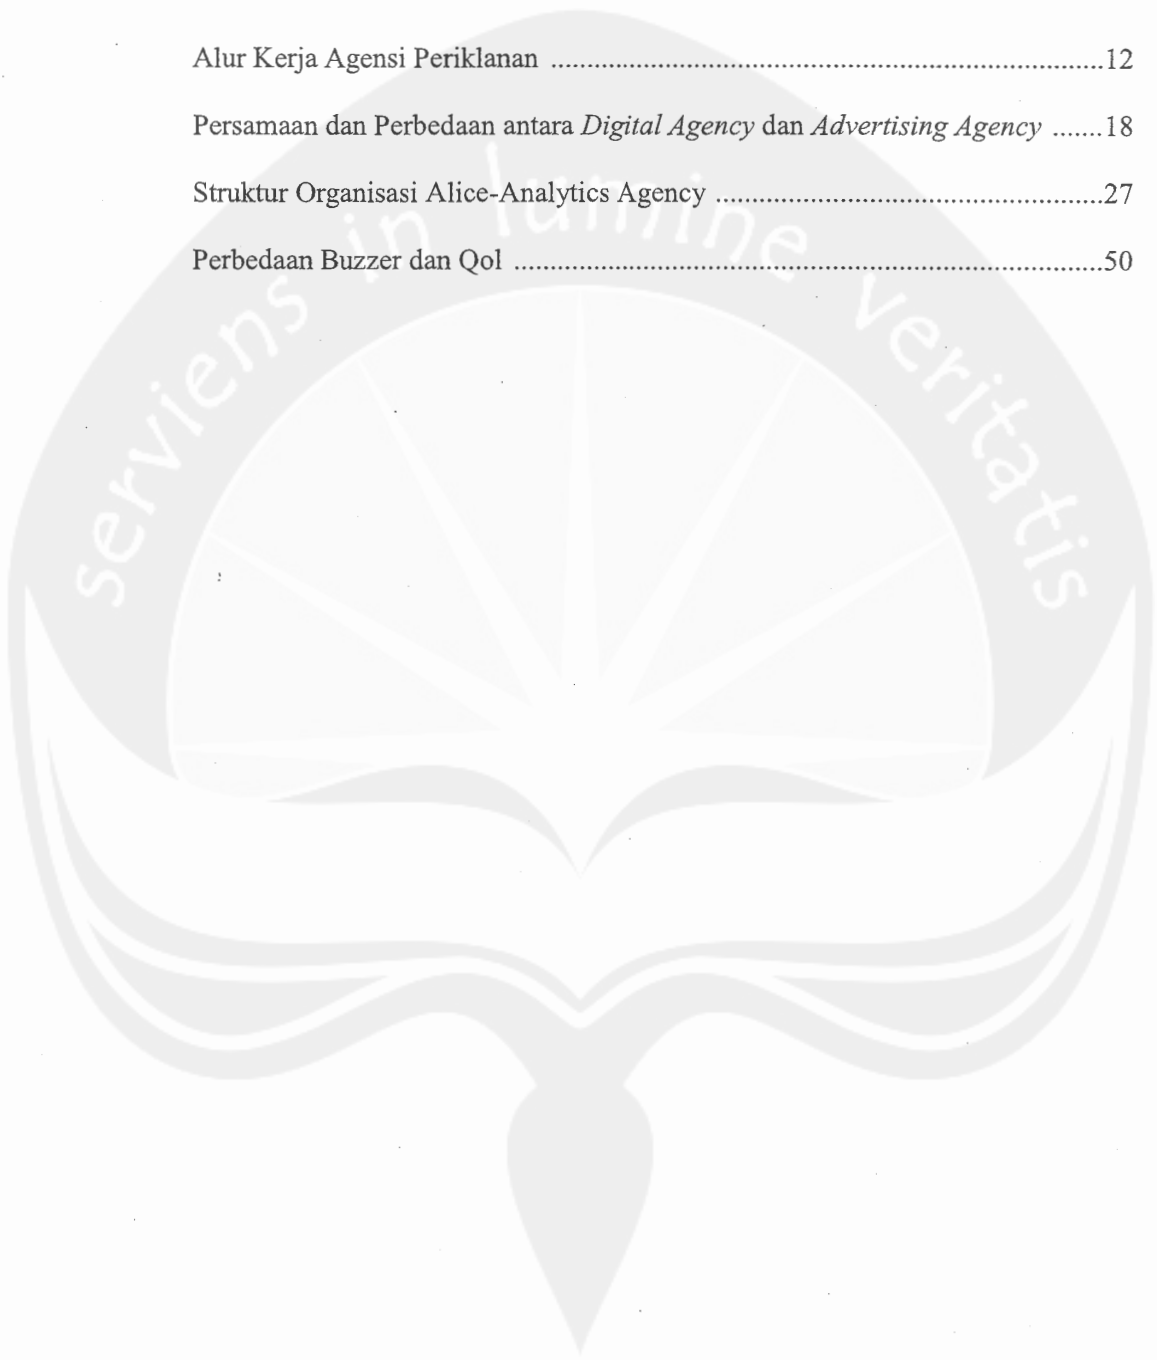 Alur Kerja Agensi Periklanan ............................................................................12
Persamaan dan Perbedaan antara Digital Agency dan Advertising Agency .......18
Struktur Organisasi Alice-Analytics Agency .....................................................27
Perbedaan Buzzer dan Qol .................................................................................50
serviens in lumine veritatis